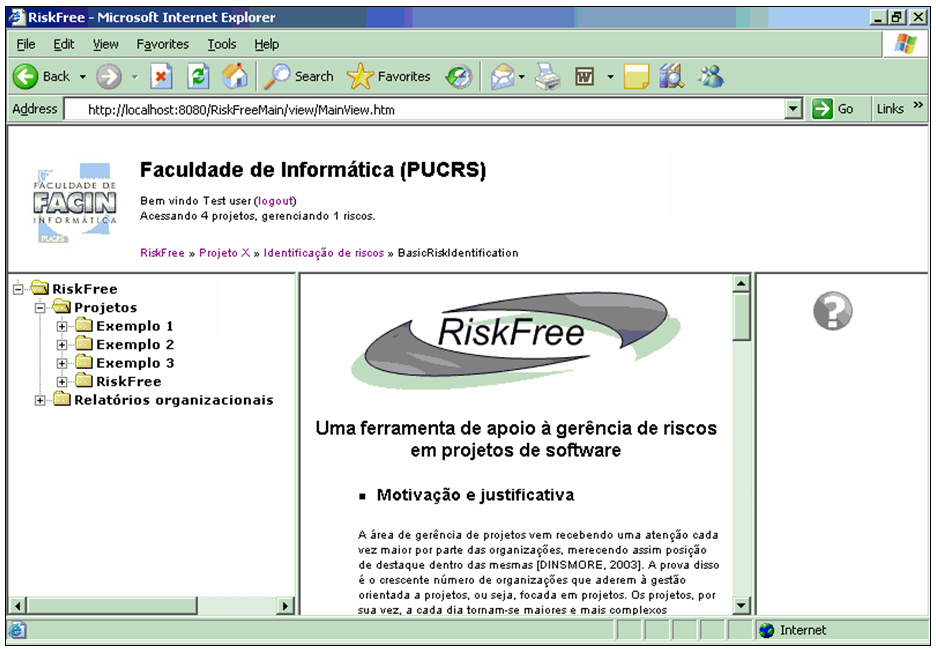 RiskFree - Microsoft Internet Explorer
File Edit View Favorites Tools Help
Back Search Favorites
Address http://localhost:8080/RiskFreeMain/view/MainView.htm Go Links »
FACULDADE DE
FACIN
INFORMÁTICA
PUCRS
Faculdade de Informática (PUCRS)
Bem vindo Test user (logout)
Acessando 4 projetos, gerenciando 1 riscos.
RiskFree » Projeto X » Identificação de riscos » BasicRiskIdentification
RiskFree
Projetos
Exemplo 1
Exemplo 2
Exemplo 3
RiskFree
Relatórios organizacionais
RiskFree
Uma ferramenta de apoio à gerência de riscos
em projetos de software
▪ Motivação e justificativa
A área de gerência de projetos vem recebendo uma atenção cada
vez maior por parte das organizações, merecendo assim posição
de destaque dentro das mesmas [DINSMORE, 2003]. A prova disso
é o crescente número de organizações que aderem à gestão
orientada a projetos, ou seja, focada em projetos. Os projetos, por
sua vez, a cada dia tornam-se maiores e mais complexos
?
Internet